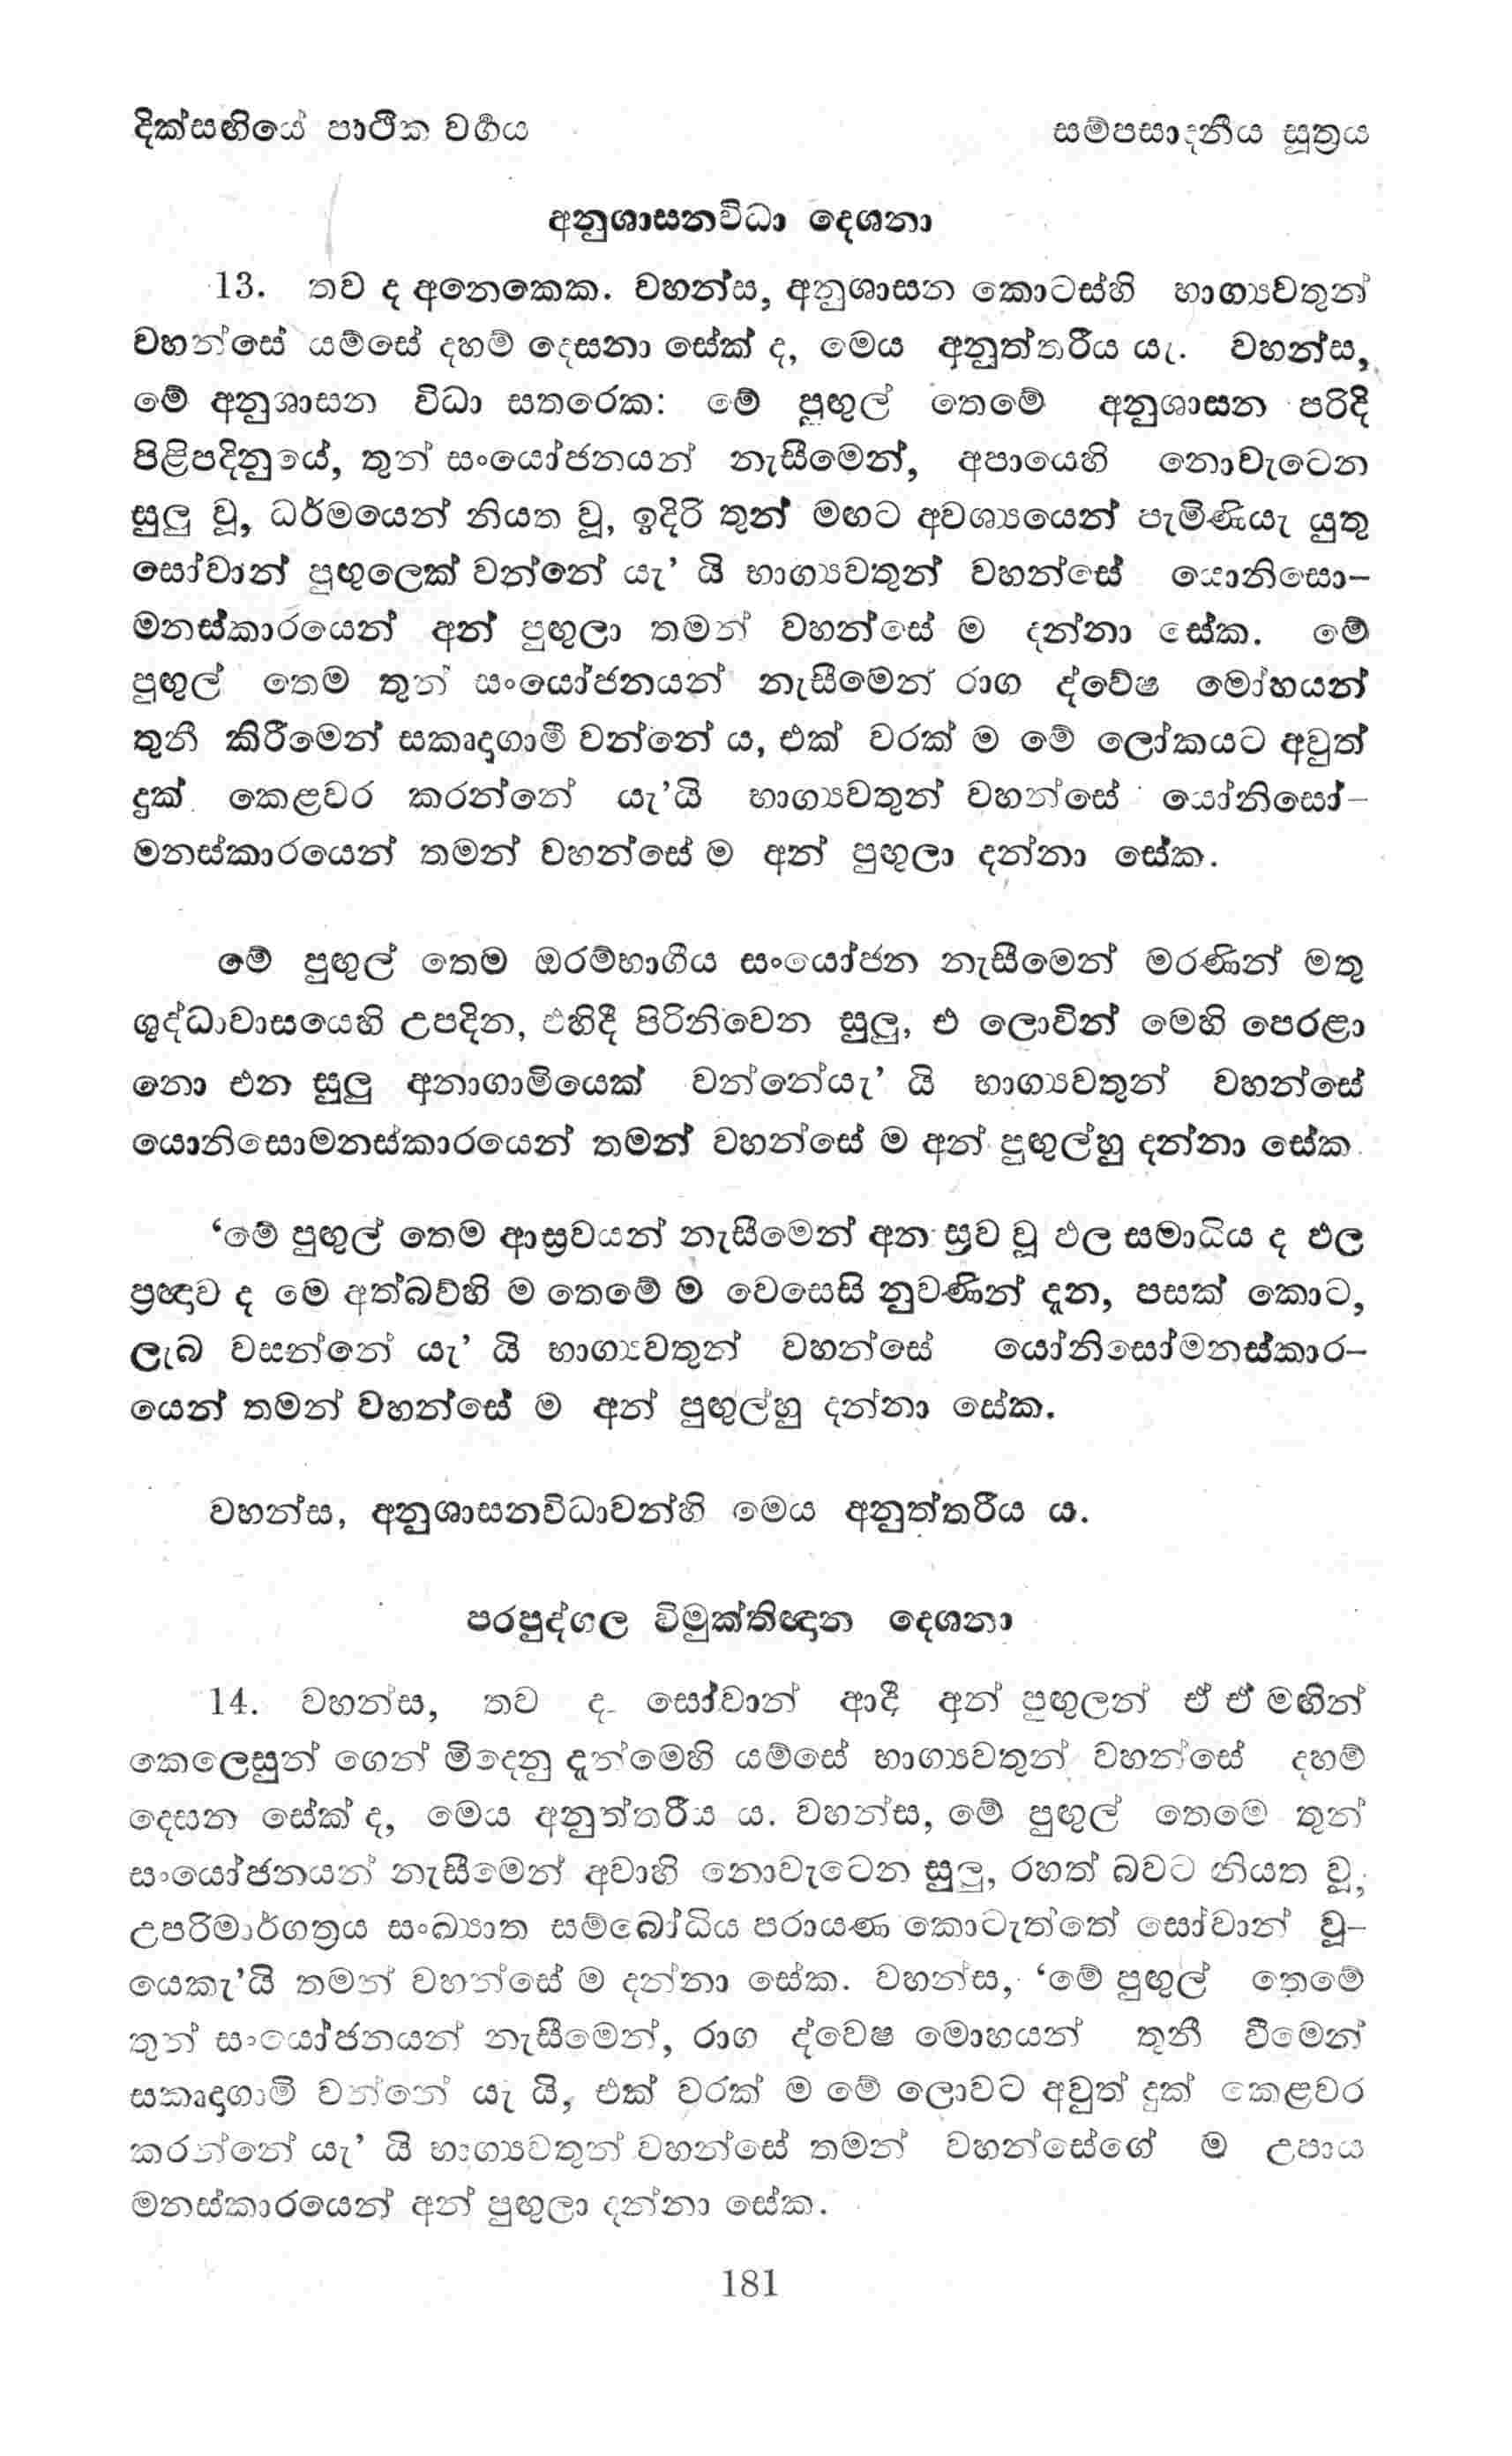 දික්සඟියේ පාඨික වර්‍ගය
සම්පසාදනීය සූත්‍රය
අනුශාසනවිධා දෙශනා
13. තව ද අනෙකෙක. වහන්ස, අනුශාසන කොටස්හි භාග්‍යවතුන්
වහන්සේ යම්සේ දහම් දෙසනා සේක් ද, මෙය අනුත්තරීය යැ. වහන්ස,
මේ අනුශාසන විධා සතරෙක: මේ පුඟුල් තෙමේ අනුශාසන පරිදි
පිළිපදිනුයේ, තුන් සංයෝජනයන් නැසීමෙන්, අපායෙහි නොවැටෙන
සුලු වූ, ධර්මයෙන් නියත වූ, ඉදිරි තුන් මඟට අවශ්‍යයෙන් පැමිණියැ යුතු
සෝවාන් පුඟුලෙක් වන්නේ යැ’ යි භාග්‍යවතුන් වහන්සේ යොනිසො-
මනස්කාරයෙන් අන් පුඟුලා තමන් වහන්සේ ම දන්නා සේක. මේ
පුඟුල් තෙම තුන් සංයෝජනයන් නැසීමෙන් රාග ද්වේෂ මෝහයන්
තුනී කිරීමෙන් සකෘදාගාමී වන්නේ ය, එක් වරක් ම මේ ලෝකයට අවුත්
දුක් කෙළවර කරන්නේ යැ’යි භාග්‍යවතුන් වහන්සේ යෝනිසෝ-
මනස්කාරයෙන් තමන් වහන්සේ ම අන් පුඟුලා දන්නා සේක.
මේ පුඟුල් තෙම ඔරම්භාගීය සංයෝජන නැසීමෙන් මරණින් මතු
ශුද්ධාවාසයෙහි උපදින, එහිදී පිරිනිවෙන සුලු, එ ලොවින් මෙහි පෙරළා
නො එන සුලු අනාගාමියෙක් වන්නේයැ’ යි භාග්‍යවතුන් වහන්සේ
යොනිසොමනස්කාරයෙන් තමන් වහන්සේ ම අන් පුඟුල්හු දන්නා සේක.
‘මේ පුඟුල් තෙම ආස්‍රවයන් නැසීමෙන් අනාස්‍රව වූ ඵල සමාධිය ද ඵල
ප්‍රඥාව ද මෙ අත්බව්හි ම තෙමේ ම වෙසෙසි නුවණින් දැන, පසක් කොට,
ලැබ වසන්නේ යැ’ යි භාග්‍යවතුන් වහන්සේ යෝනිසෝමනස්කාර-
යෙන් තමන් වහන්සේ ම අන් පුඟුල්හු දන්නා සේක.
වහන්ස, අනුශාසනවිධාවන්හි මෙය අනුත්තරීය ය.
පරපුද්ගල විමුක්තිඥාන දෙශනා
14. වහන්ස, තව ද සෝවාන් ආදී අන් පුඟුලන් ඒ ඒ මඟින්
කෙලෙසුන් ගෙන් මිදෙනු දැන්මෙහි යම්සේ භාග්‍යවතුන් වහන්සේ දහම්
දෙසන සේක් ද, මෙය අනුත්තරීය ය. වහන්ස, මේ පුඟුල් තෙමේ තුන්
සංයෝජනයන් නැසීමෙන් අවාහි නොවැටෙන සුලු, රහත් බවට නියත වූ,
උපරිමාර්ගත්‍රය සංඛ්‍යාත සම්බෝධිය පරායණ කොටැත්තේ සෝවාන් වූ-
යෙකැ’යි තමන් වහන්සේ ම දන්නා සේක. වහන්ස, ‘මේ පුඟුල් තෙමේ
තුන් සංයෝජනයන් නැසීමෙන්, රාග ද්වෙෂ මොහයන් තුනී වීමෙන්
සකෘදාගාමී වන්නේ යැ යි, එක් වරක් ම මේ ලොවට අවුත් දුක් කෙළවර
කරන්නේ යැ’ යි භාග්‍යවතුන් වහන්සේ තමන් වහන්සේගේ ම උපාය
මනස්කාරයෙන් අන් පුඟුලා දන්නා සේක.
181